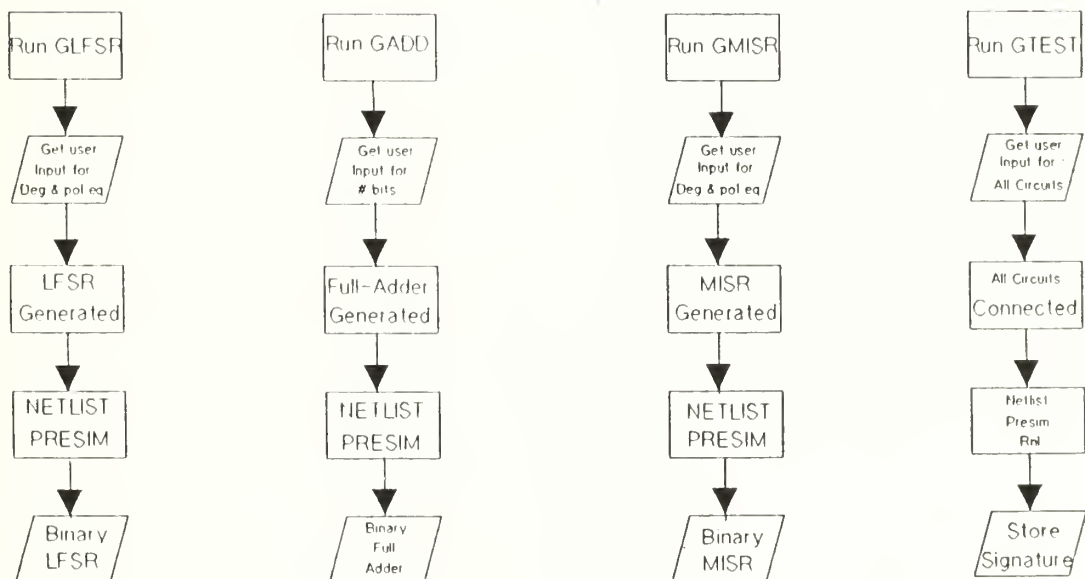 Run GLFSR
Get user
Input for
Deg & pol eq
LFSR
Generated
NETLIST
PRESIM
Binary
LFSR
Run GADD
Get user
Input for
# bits
Full-Adder
Generated
NETLIST
PRESIM
Binary
Full
Adder
Run GMISR
Get user
Input for
Deg & pol eq
MISR
Generated
NETLIST
PRESIM
Binary
MISR
Run GTEST
Get user
Input for
All Circuits
All Circuits
Connected
Netlist
Presim
Rnl
Store
Signature